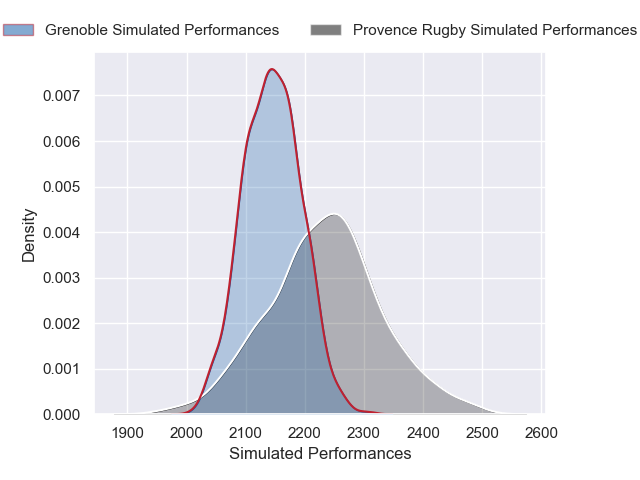 Grenoble Simulated Performances
Provence Rugby Simulated Performances
0.007
0.006
0.005
0.004
0.003
0.002
0.001
0.000
Density
1900 2000 2100 2200 2300 2400 2500 2600
Simulated Performances